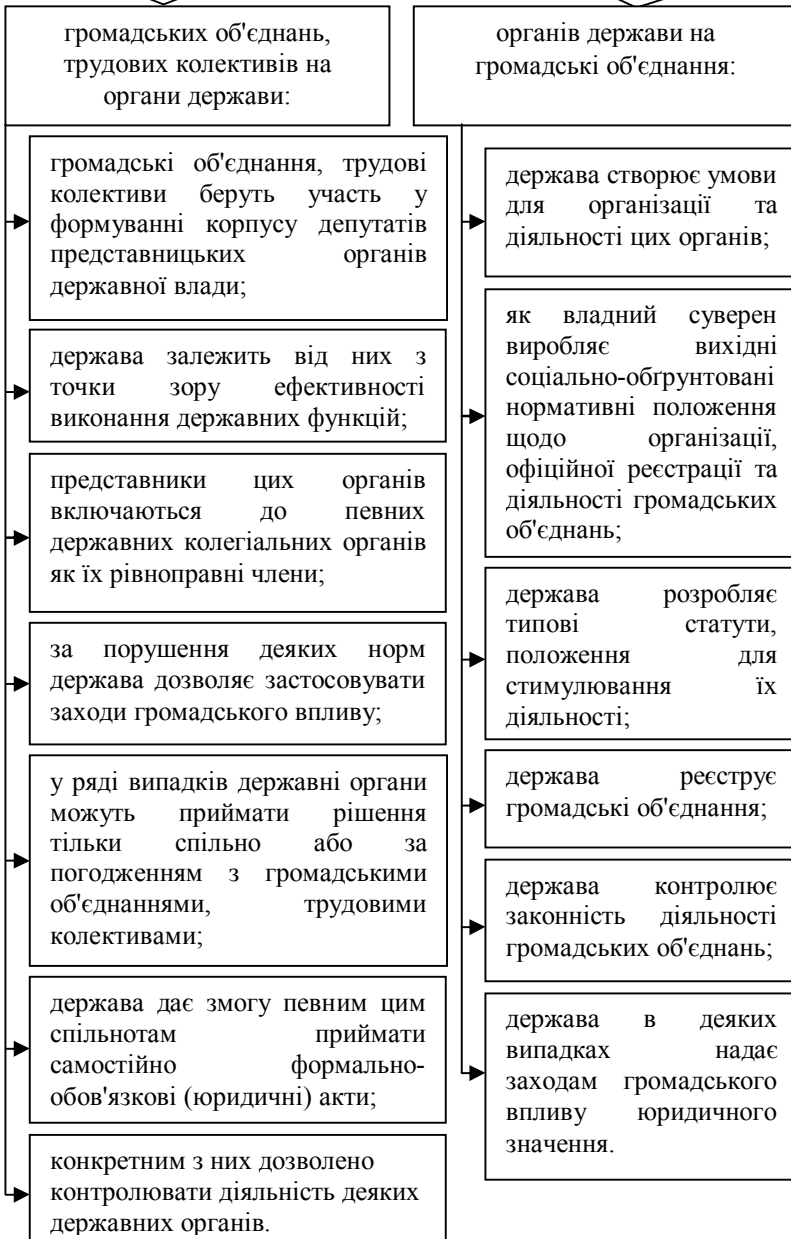 громадських об'єднань,
трудових колективів на
органи держави:
громадські об'єднання, трудові
колективи беруть участь у
формуванні корпусу депутатів
представницьких органів
державної влади;
держава залежить від них з
точки зору ефективності
виконання державних функцій;
представники цих органів
включаються до певних
державних колегіальних органів
як їх рівноправні члени;
за порушення деяких норм
держава дозволяє застосовувати
заходи громадського впливу;
у ряді випадків державні органи
можуть приймати рішення
тільки спільно або за
погодженням з громадськими
об'єднаннями, трудовими
колективами;
держава дає змогу певним цим
спільнотам приймати
самостійно формально-
обов'язкові (юридичні) акти;
конкретним з них дозволено
контролювати діяльність деяких
державних органів.
органів держави на
громадські об'єднання:
держава створює умови
для організації та
діяльності цих органів;
як владний суверен
виробляє вихідні
соціально-обґрунтовані
нормативні положення
щодо організації,
офіційної реєстрації та
діяльності громадських
об'єднань;
держава розробляє
типові статути,
положення для
стимулювання їх
діяльності;
держава реєструє
громадські об'єднання;
держава контролює
законність діяльності
громадських об'єднань;
держава в деяких
випадках надає
заходам громадського
впливу юридичного
значення.